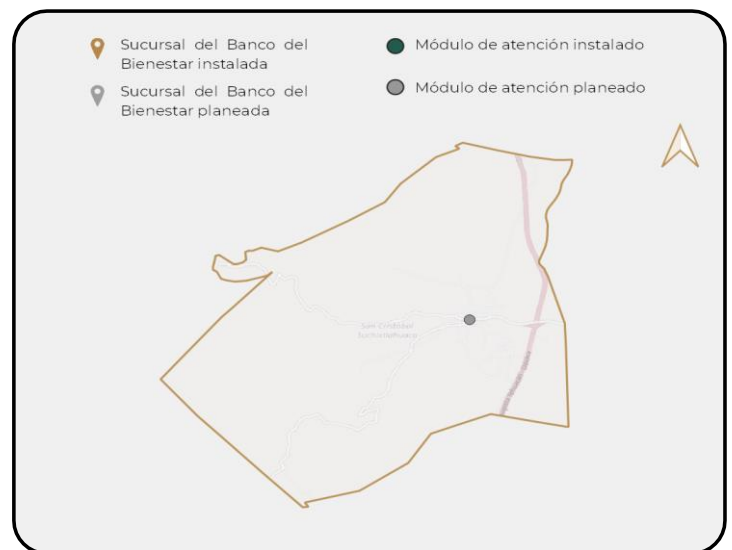 Sucursal del Banco del
Bienestar instalada
Sucursal del Banco del
Bienestar planeada
Módulo de atención instalado
Módulo de atención planeado
San Cristóbal